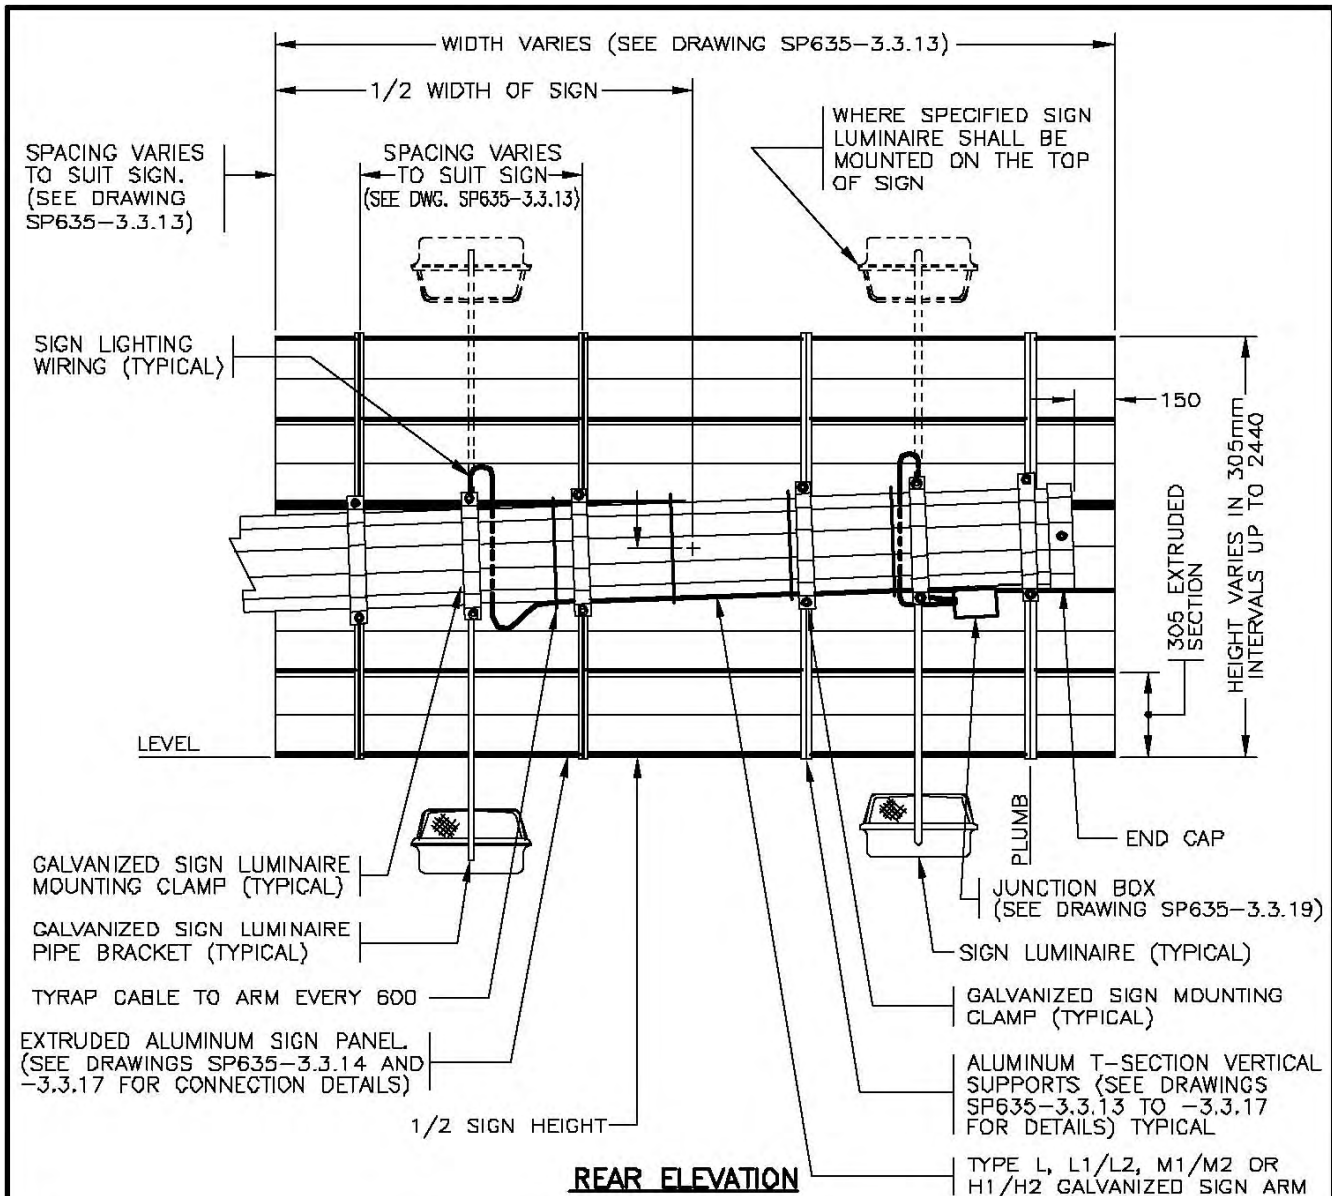 WIDTH VARIES (SEE DRAWING SP635-3.3.13)
1/2 WIDTH OF SIGN
WHERE SPECIFIED SIGN
LUMINAIRE SHALL BE
MOUNTED ON THE TOP
OF SIGN
SPACING VARIES
TO SUIT SIGN.
(SEE DRAWING
SP635-3.3.13)
SPACING VARIES
TO SUIT SIGN
(SEE DWG. SP635-3.3.13)
SIGN LIGHTING
WIRING (TYPICAL)
150
305 EXTRUDED
SECTION
HEIGHT VARIES IN 305mm
INTERVALS UP TO 2440
LEVEL
PLUMB
END CAP
GALVANIZED SIGN LUMINAIRE
MOUNTING CLAMP (TYPICAL)
JUNCTION BOX
(SEE DRAWING SP635-3.3.19)
GALVANIZED SIGN LUMINAIRE
PIPE BRACKET (TYPICAL)
SIGN LUMINAIRE (TYPICAL)
TYRAP CABLE TO ARM EVERY 600
GALVANIZED SIGN MOUNTING
CLAMP (TYPICAL)
EXTRUDED ALUMINUM SIGN PANEL.
(SEE DRAWINGS SP635-3.3.14 AND
-3.3.17 FOR CONNECTION DETAILS)
ALUMINUM T-SECTION VERTICAL
SUPPORTS (SEE DRAWINGS
SP635-3.3.13 TO -3.3.17
FOR DETAILS) TYPICAL
1/2 SIGN HEIGHT
TYPE L, L1/L2, M1/M2 OR
H1/H2 GALVANIZED SIGN ARM
REAR ELEVATION